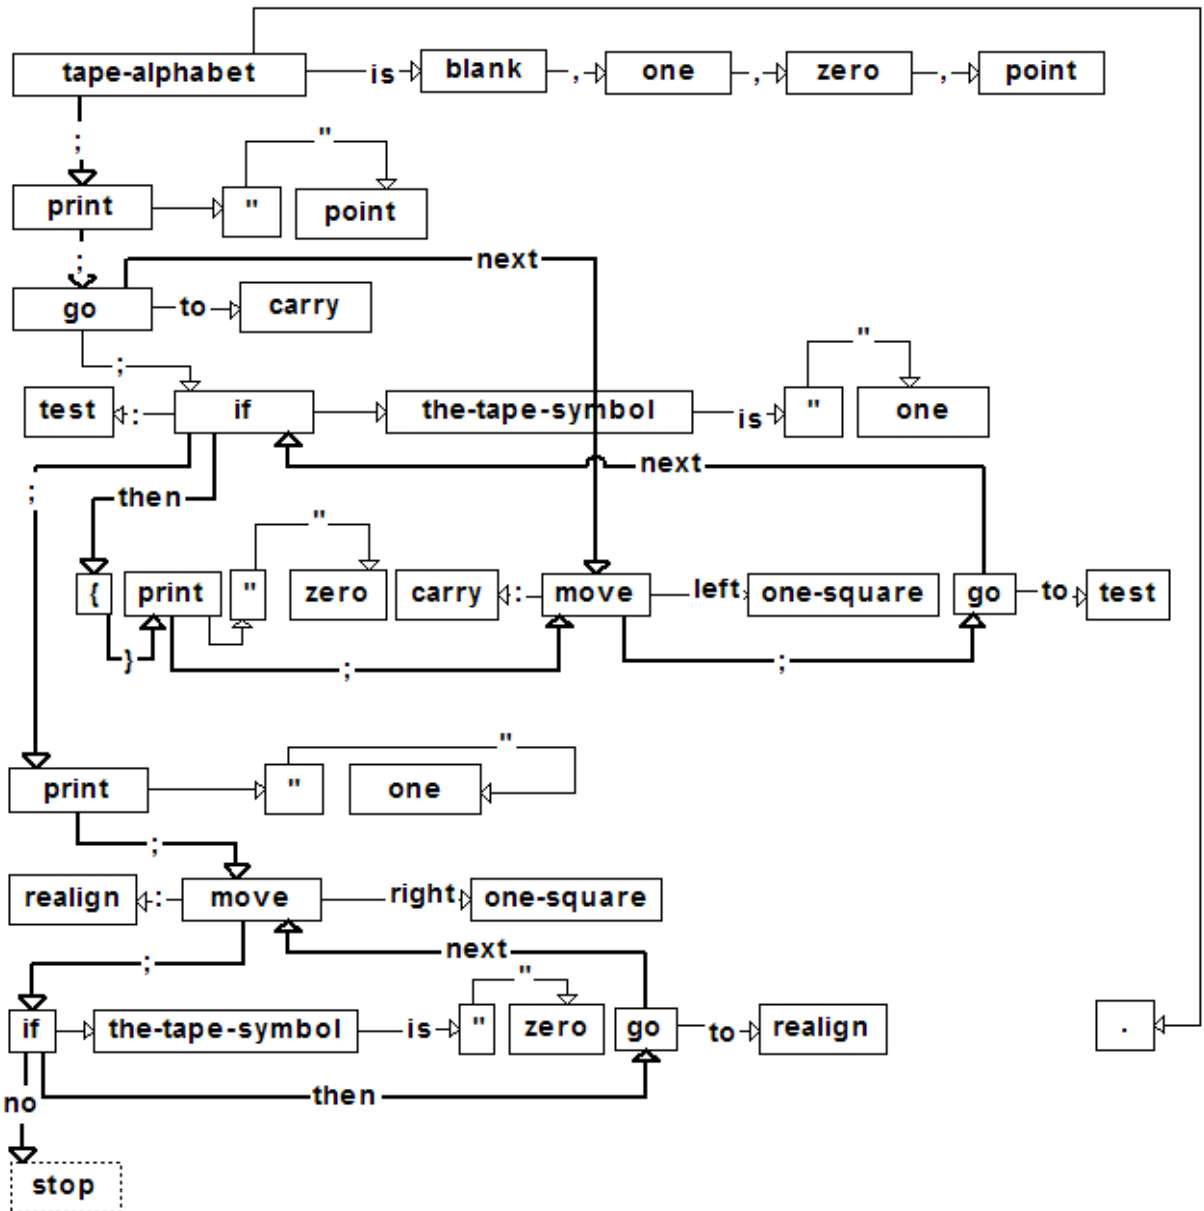 tape-alphabet is blank , one , zero , point
;
"
print " point
;
next
go to carry
; "
test : if the-tape-symbol is " one
next
; then
"
{ print " zero carry : move left one-square go to test
} ; ;
"
print " one
;
realign : move right one-square
next
; "
if the-tape-symbol is " zero go to realign .
then
no
stop